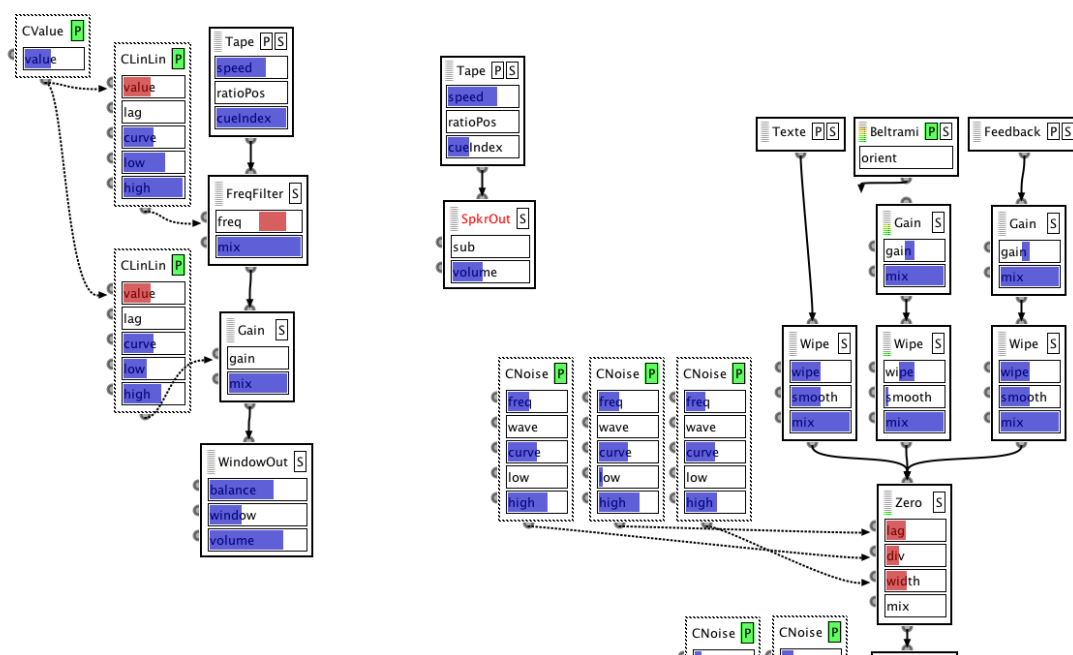 CValue P
value
CLinLin P
value
lag
curve
low
high
Tape P S
speed
ratioPos
cueIndex
FreqFilter S
freq
mix
CLinLin P
value
lag
curve
low
high
Gain S
gain
mix
WindowOut S
balance
window
volume
Tape P S
speed
ratioPos
cueIndex
SpkrOut S
sub
volume
CNoise P
freq
wave
curve
low
high
CNoise P
freq
wave
curve
low
high
CNoise P
freq
wave
curve
low
high
Texte P S
Beltrami P S
orient
Feedback P S
Gain S
gain
mix
Gain S
gain
mix
Wipe S
wipe
smooth
mix
Wipe S
wipe
smooth
mix
Wipe S
wipe
smooth
mix
Zero S
lag
div
width
mix
CNoise P
CNoise P